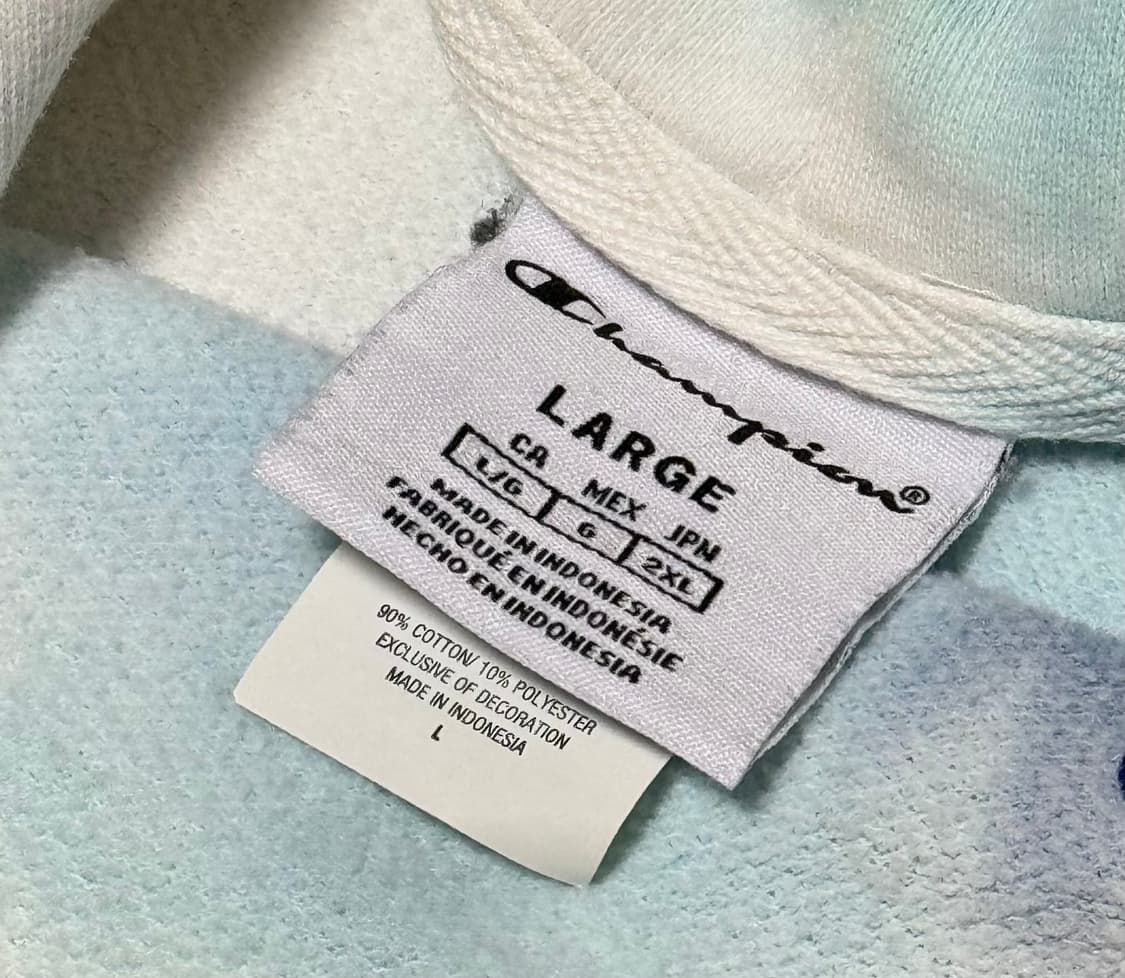 Champion®
LARGE
CA MEX JPN
L/G G 2XL
MADE IN INDONESIA
FABRIQUÉ EN INDONÉSIE
HECHO EN INDONESIA
90% COTTON/ 10% POLYESTER
EXCLUSIVE OF DECORATION
MADE IN INDONESIA
L